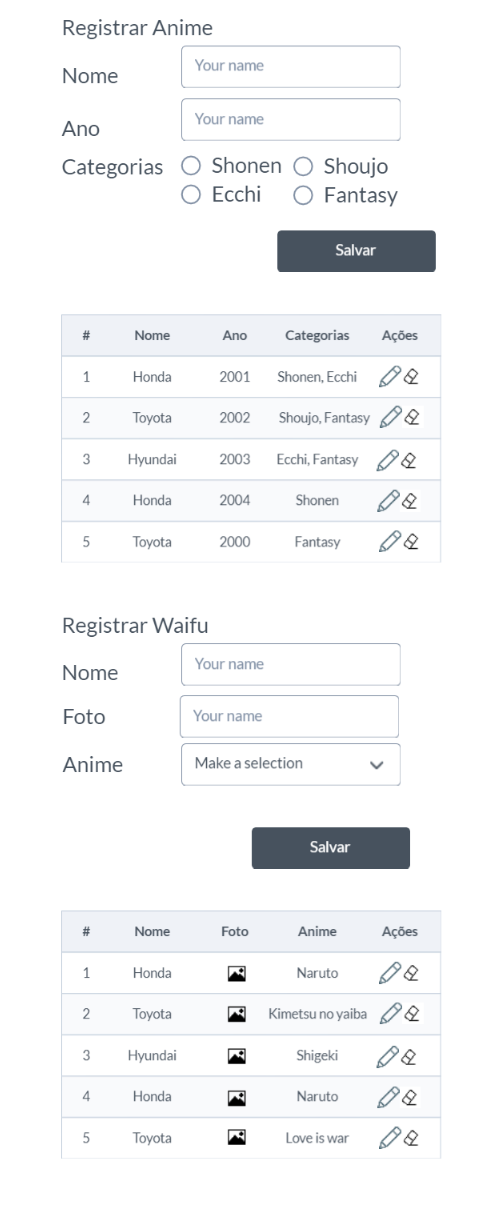 Registrar Anime
Nome Your name
Ano Your name
Categorias Shonen Shoujo
Ecchi Fantasy
Salvar
# Nome Ano Categorias Ações
1 Honda 2001 Shonen, Ecchi
2 Toyota 2002 Shoujo, Fantasy
3 Hyundai 2003 Ecchi, Fantasy
4 Honda 2004 Shonen
5 Toyota 2000 Fantasy
Registrar Waifu
Nome Your name
Foto Your name
Anime Make a selection
Salvar
# Nome Foto Anime Ações
1 Honda Naruto
2 Toyota Kimetsu no yaiba
3 Hyundai Shigeki
4 Honda Naruto
5 Toyota Love is war